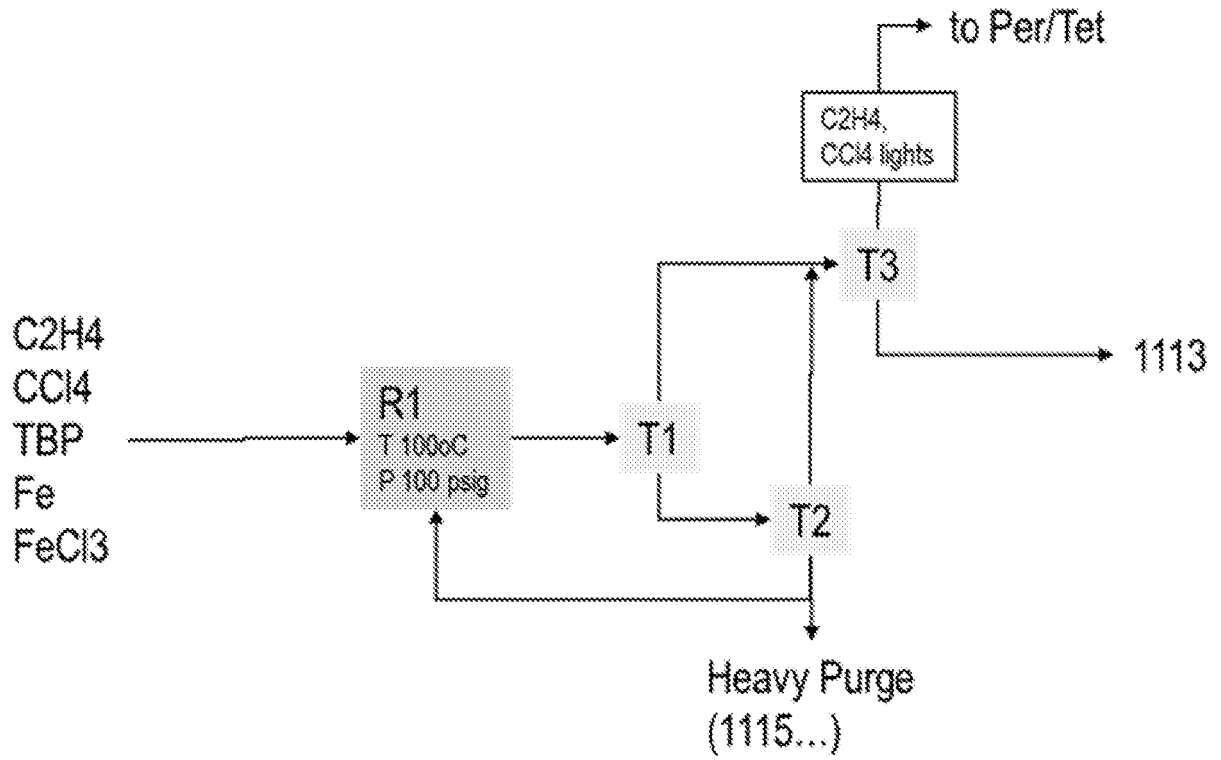 to Per/Tet
C2H4,
CCl4 lights
T3
1113
C2H4
CCl4
TBP
Fe
FeCl3
R1
T 100oC
P 100 psig
T1
T2
Heavy Purge
(1115...)